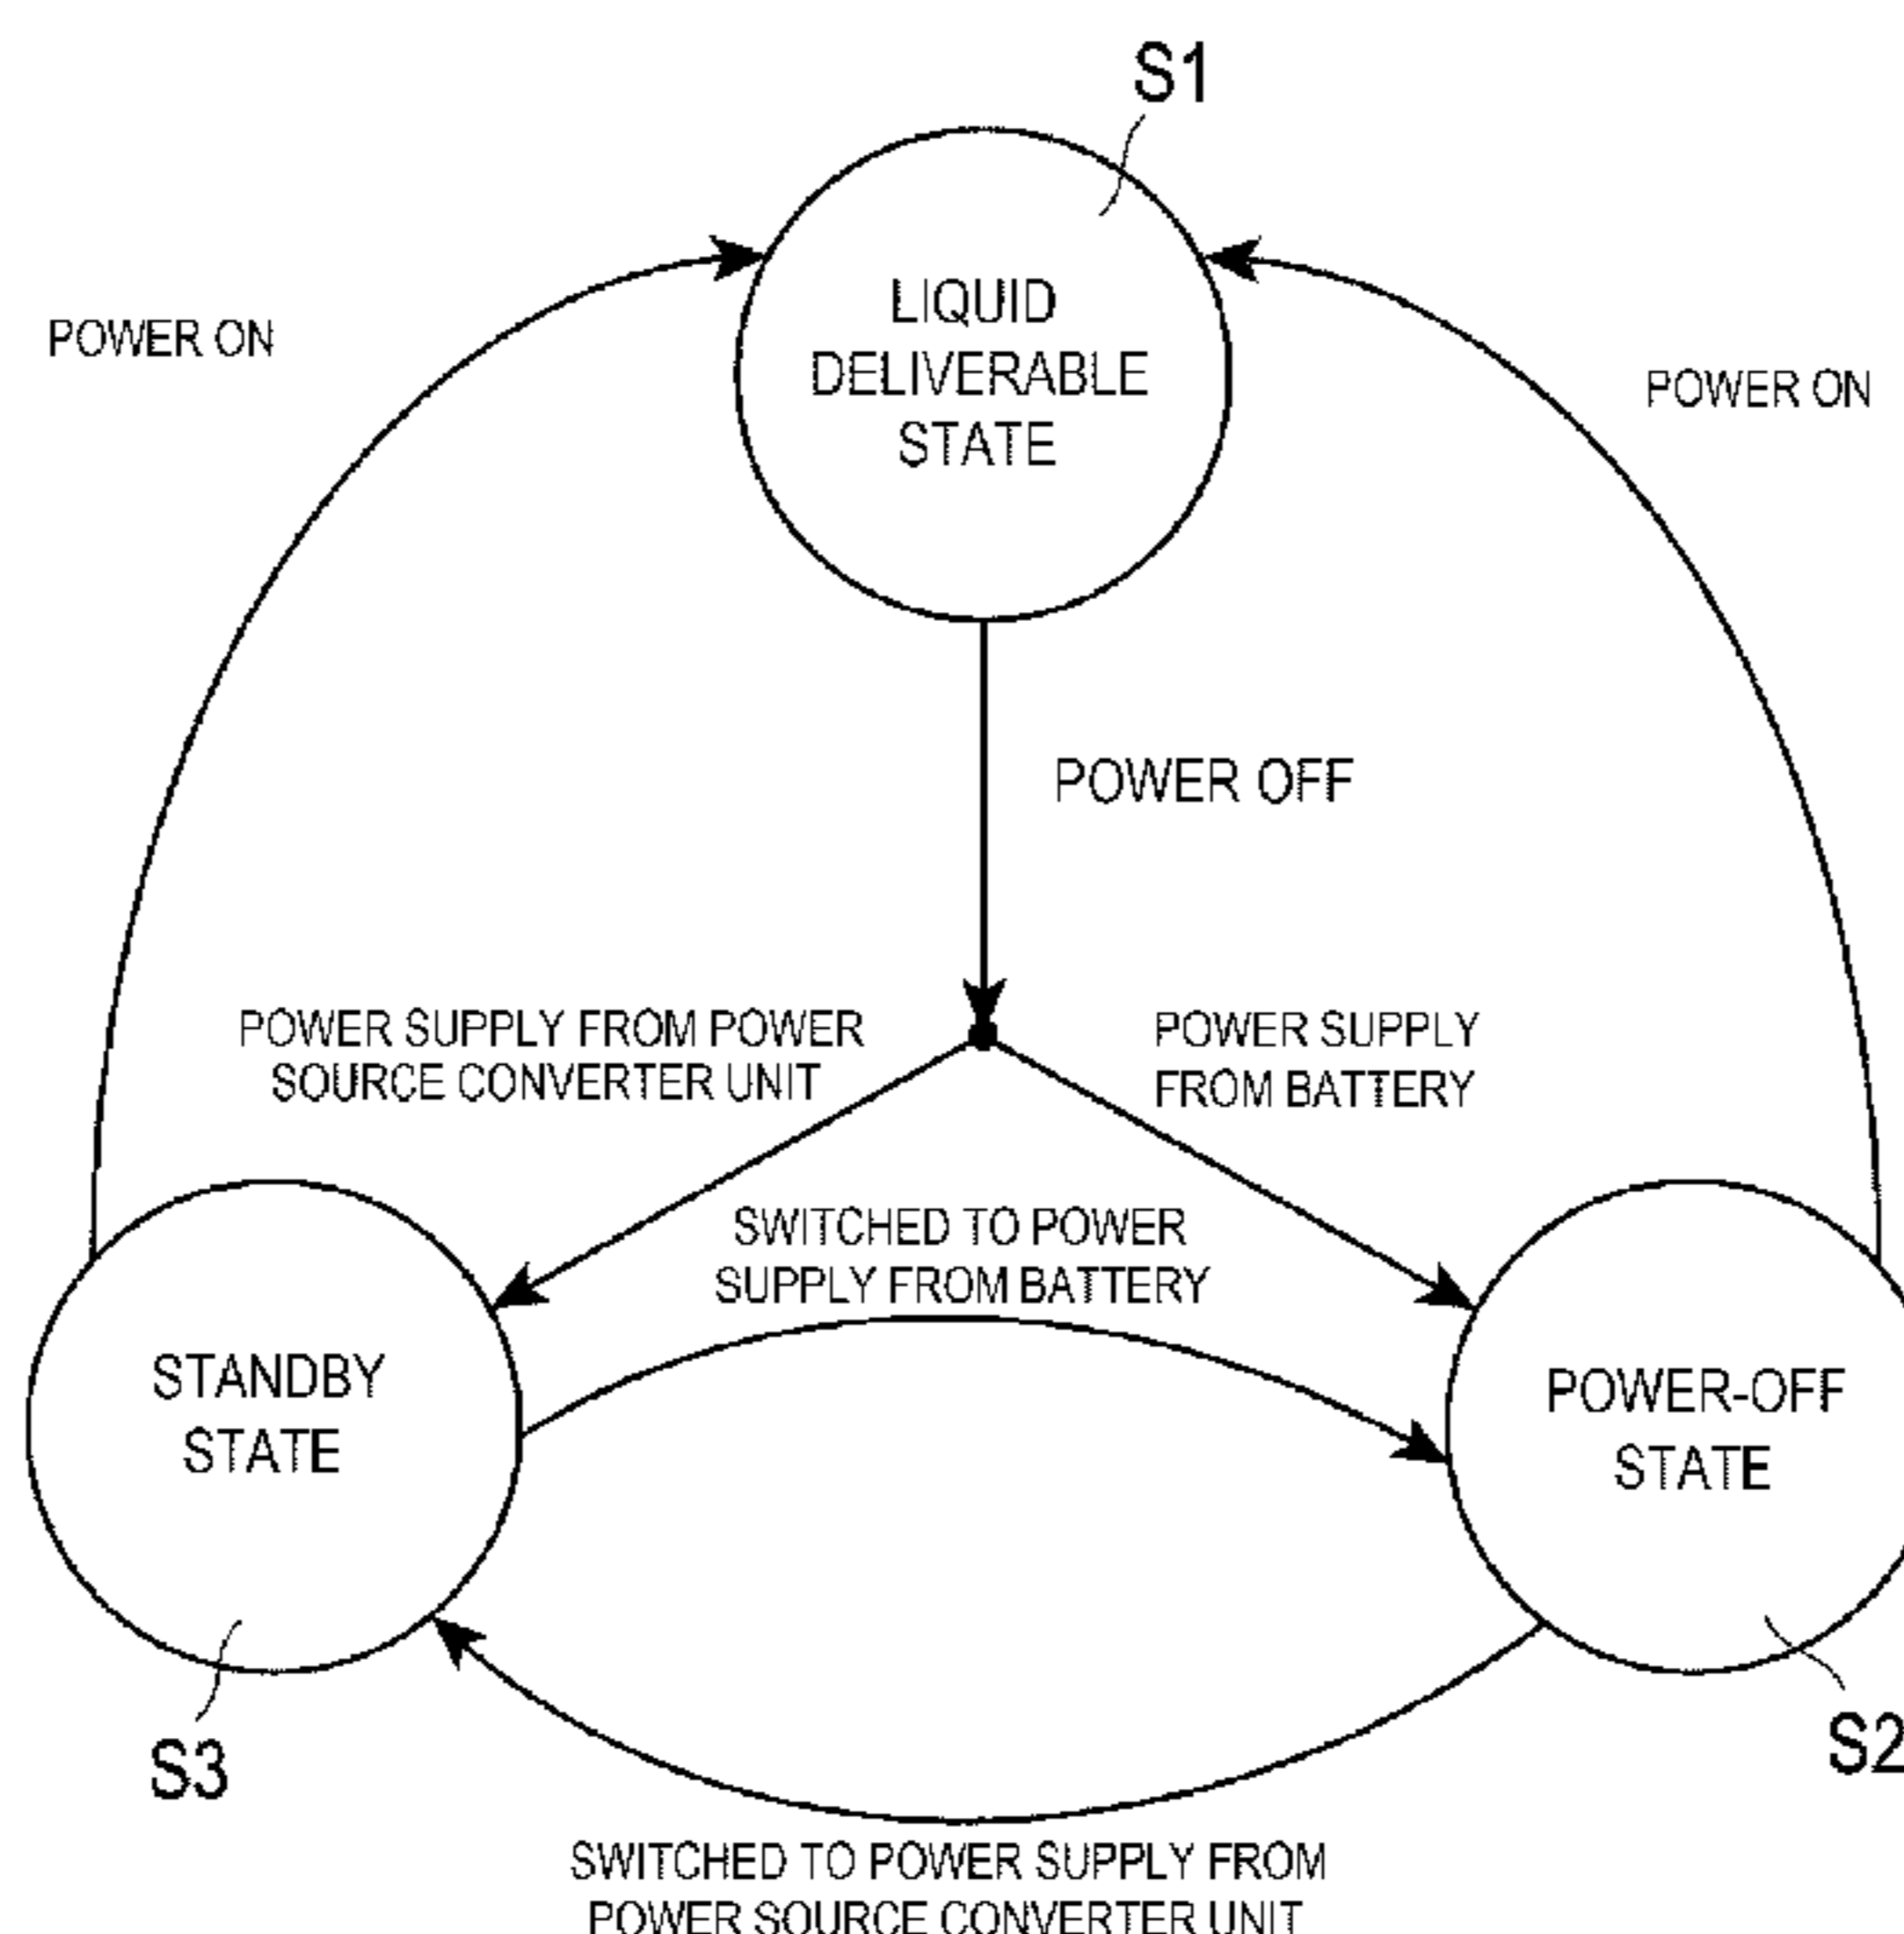 S1
LIQUID
DELIVERABLE
STATE
POWER ON
POWER ON
POWER OFF
POWER SUPPLY FROM POWER
SOURCE CONVERTER UNIT
POWER SUPPLY
FROM BATTERY
SWITCHED TO POWER
SUPPLY FROM BATTERY
STANDBY
STATE
POWER-OFF
STATE
S3
S2
SWITCHED TO POWER SUPPLY FROM
POWER SOURCE CONVERTER UNIT